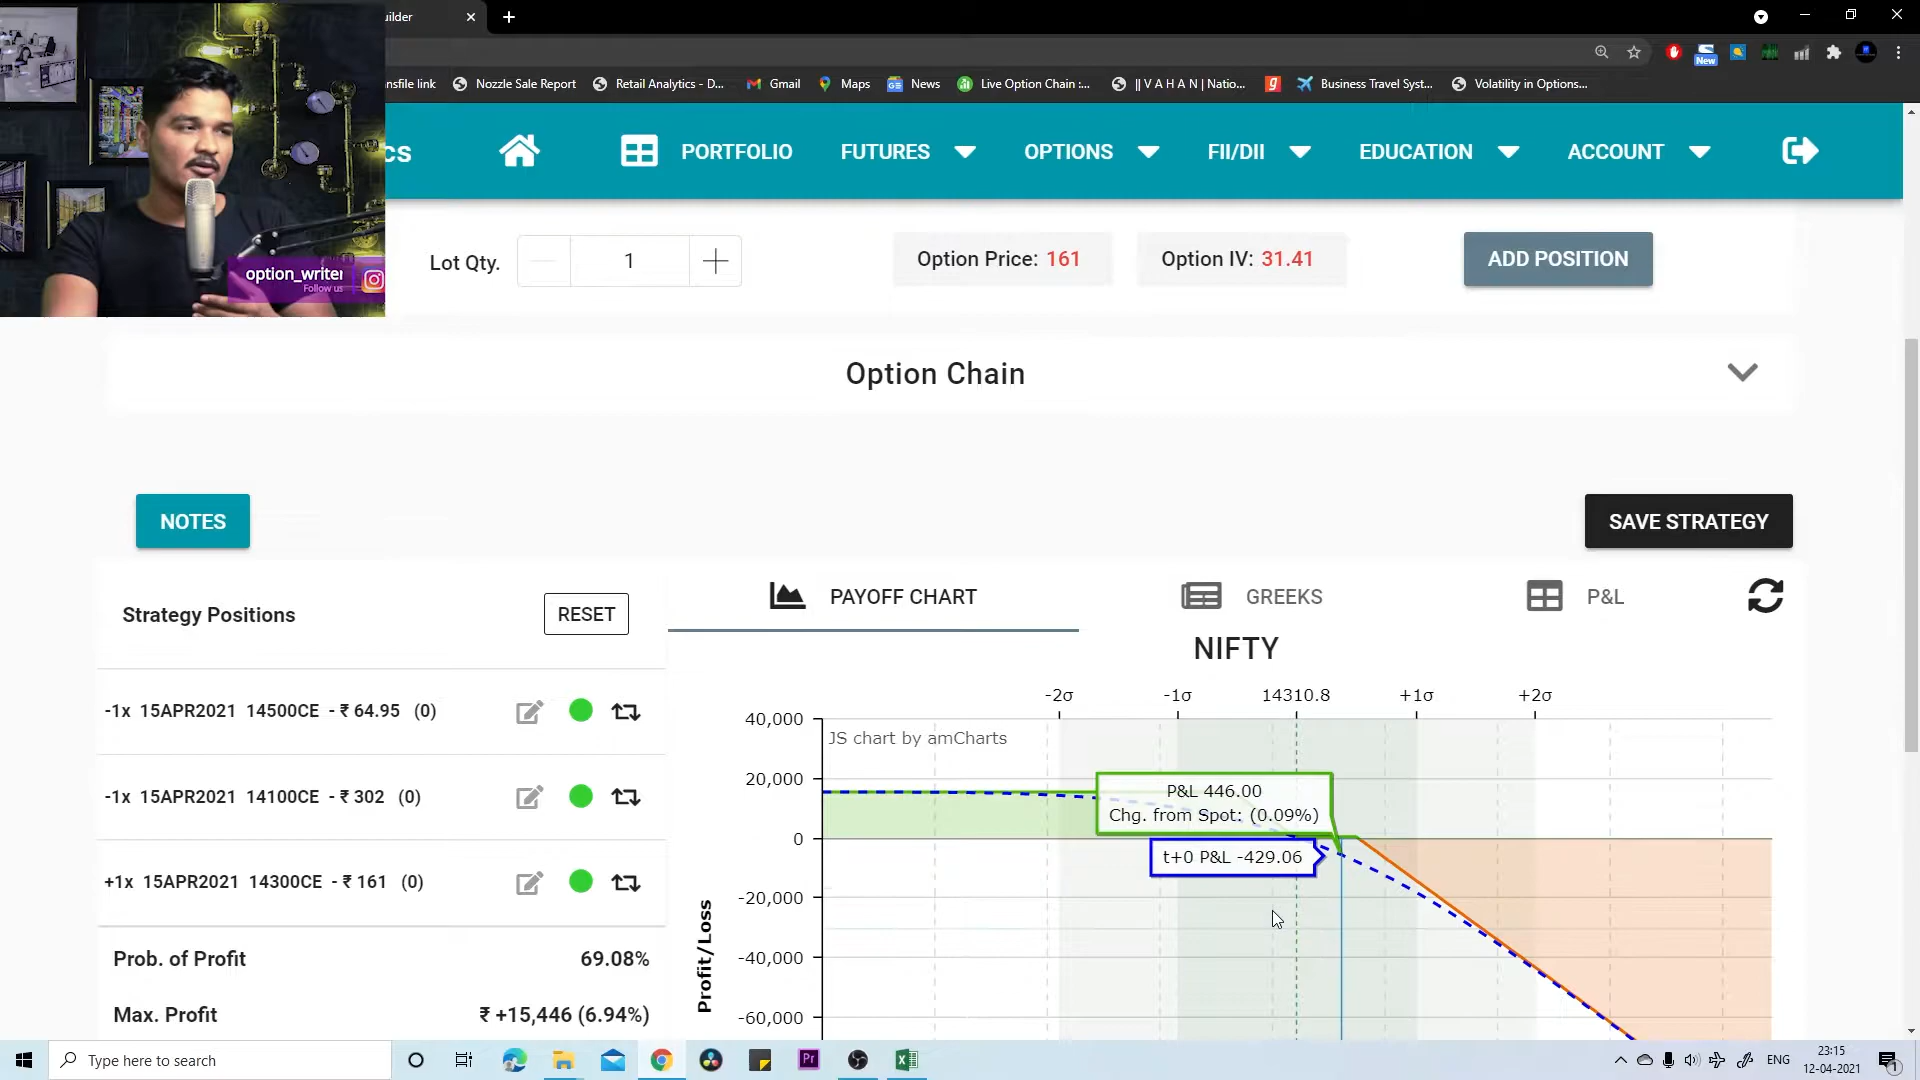 uilder
nsfile link
Nozzle Sale Report
Retail Analytics - D...
Gmail
Maps
News
Live Option Chain :...
|| V A H A N | Natio...
Business Travel Syst...
Volatility in Options...
New
cs
PORTFOLIO
FUTURES
OPTIONS
FII/DII
EDUCATION
ACCOUNT
option_writer
Follow us
Lot Qty.
1
Option Price: 161
Option IV: 31.41
ADD POSITION
Option Chain
NOTES
SAVE STRATEGY
Strategy Positions
RESET
-1x 15APR2021 14500CE - ₹ 64.95 (0)
-1x 15APR2021 14100CE - ₹ 302 (0)
+1x 15APR2021 14300CE - ₹ 161 (0)
Prob. of Profit 69.08%
Max. Profit ₹ +15,446 (6.94%)
PAYOFF CHART
GREEKS
P&L
NIFTY
-2σ -1σ 14310.8 +1σ +2σ
40,000
JS chart by amCharts
20,000
0
-20,000
-40,000
-60,000
Profit/Loss
P&L 446.00
Chg. from Spot: (0.09%)
t+0 P&L -429.06
Type here to search
Pr
ENG
23:15
12-04-2021
1